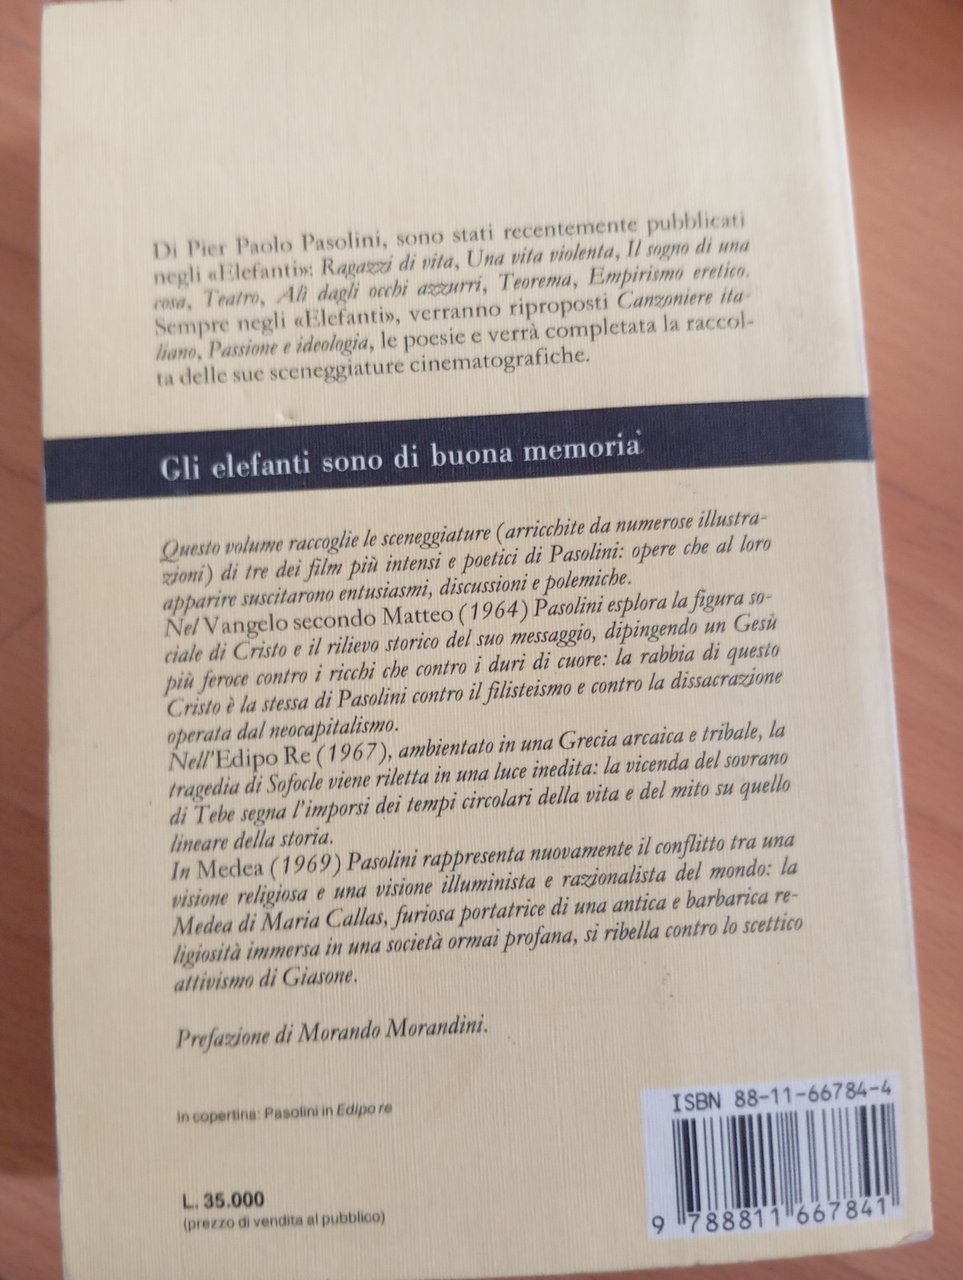 Di Pier Paolo Pasolini, sono stati recentemente pubblicati
negli «Elefanti»: Ragazzi di vita, Una vita violenta, Il sogno di una
cosa, Teatro, Alì dagli occhi azzurri, Teorema, Empirismo eretico.
Sempre negli «Elefanti», verranno riproposti Canzoniere ita-
liano, Passione e ideologia, le poesie e verrà completata la raccol-
ta delle sue sceneggiature cinematografiche.
Gli elefanti sono di buona memoria
Questo volume raccoglie le sceneggiature (arricchite da numerose illustra-
zioni) di tre dei film più intensi e poetici di Pasolini: opere che al loro
apparire suscitarono entusiasmi, discussioni e polemiche.
Nel Vangelo secondo Matteo (1964) Pasolini esplora la figura so-
ciale di Cristo e il rilievo storico del suo messaggio, dipingendo un Gesù
più feroce contro i ricchi che contro i duri di cuore: la rabbia di questo
Cristo è la stessa di Pasolini contro il filisteismo e contro la dissacrazione
operata dal neocapitalismo.
Nell'Edipo Re (1967), ambientato in una Grecia arcaica e tribale, la
tragedia di Sofocle viene riletta in una luce inedita: la vicenda del sovrano
di Tebe segna l'imporsi dei tempi circolari della vita e del mito su quello
lineare della storia.
In Medea (1969) Pasolini rappresenta nuovamente il conflitto tra una
visione religiosa e una visione illuminista e razionalista del mondo: la
Medea di Maria Callas, furiosa portatrice di una antica e barbarica re-
ligiosità immersa in una società ormai profana, si ribella contro lo scettico
attivismo di Giasone.
Prefazione di Morando Morandini.
In copertina: Pasolini in Edipo re
ISBN 88-11-66784-4
L. 35.000
(prezzo di vendita al pubblico)
9 788811 667841